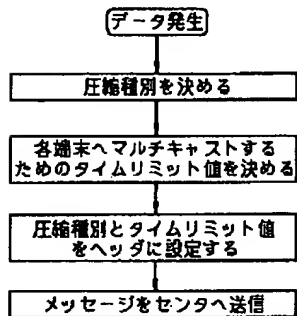 データ発生
圧縮種別を決める
各端末へマルチキャストする
ためのタイムリミット値を決める
圧縮種別とタイムリミット値
をヘッダに設定する
メッセージをセンタへ送信